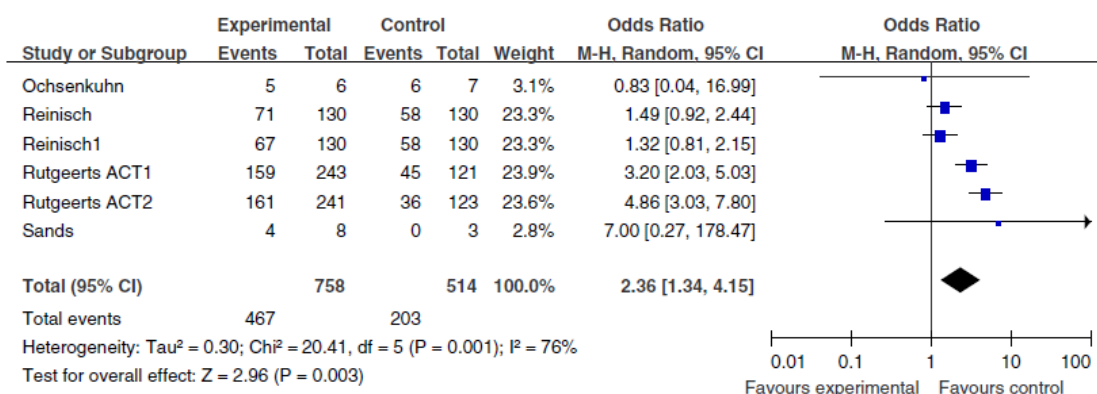 Experimental Control Odds Ratio Odds Ratio
Study or Subgroup Events Total Events Total Weight M-H, Random, 95% CI M-H, Random, 95% CI
Ochsenkuhn 5 6 6 7 3.1% 0.83 [0.04, 16.99]
Reinisch 71 130 58 130 23.3% 1.49 [0.92, 2.44]
Reinisch1 67 130 58 130 23.3% 1.32 [0.81, 2.15]
Rutgeerts ACT1 159 243 45 121 23.9% 3.20 [2.03, 5.03]
Rutgeerts ACT2 161 241 36 123 23.6% 4.86 [3.03, 7.80]
Sands 4 8 0 3 2.8% 7.00 [0.27, 178.47]
Total (95% CI) 758 514 100.0% 2.36 [1.34, 4.15]
Total events 467 203
Heterogeneity: Tau² = 0.30; Chi² = 20.41, df = 5 (P = 0.001); I² = 76%
Test for overall effect: Z = 2.96 (P = 0.003)
0.01 0.1 1 10 100
Favours experimental Favours control